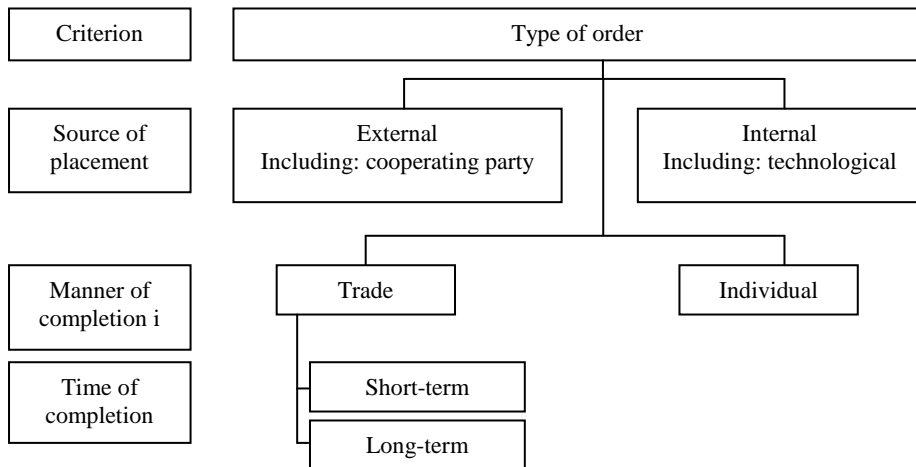 Criterion
Type of order
Source of
placement
External
Including: cooperating party
Internal
Including: technological
Manner of
completion i
Trade
Individual
Time of
completion
Short-term
Long-term